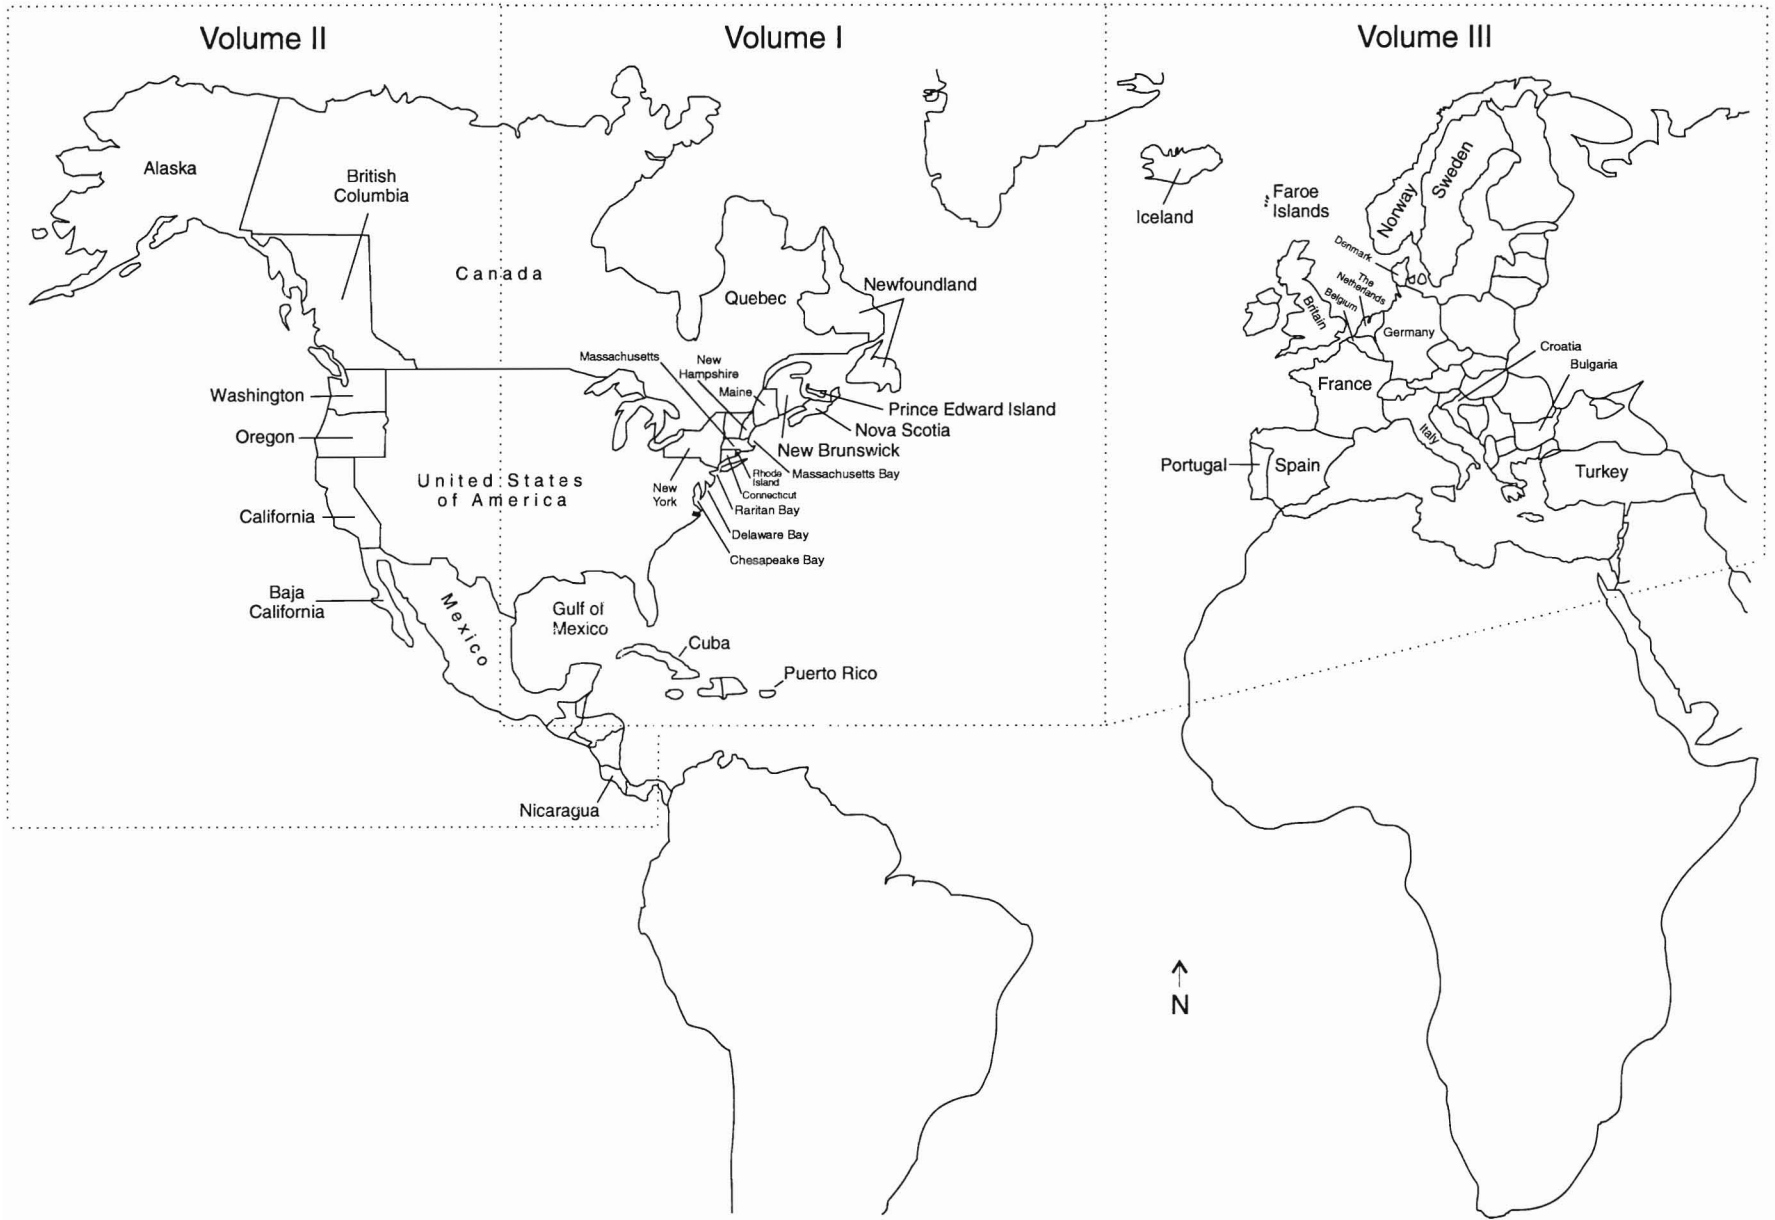 Volume II
Volume I
Volume III
Alaska
British
Columbia
Canada
Washington
Oregon
California
Baja
California
United States
of America
Mexico
Gulf of
Mexico
Nicaragua
Cuba
Puerto Rico
Quebec
Newfoundland
Massachusetts
New
Hampshire
Maine
Prince Edward Island
Nova Scotia
New Brunswick
Massachusetts Bay
Rhode
Island
Connecticut
New
York
Raritan Bay
Delaware Bay
Chesapeake Bay
Iceland
Faroe
Islands
Norway
Sweden
Denmark
The
Netherlands
Belgium
Britain
Germany
France
Croatia
Bulgaria
Italy
Portugal
Spain
Turkey
N